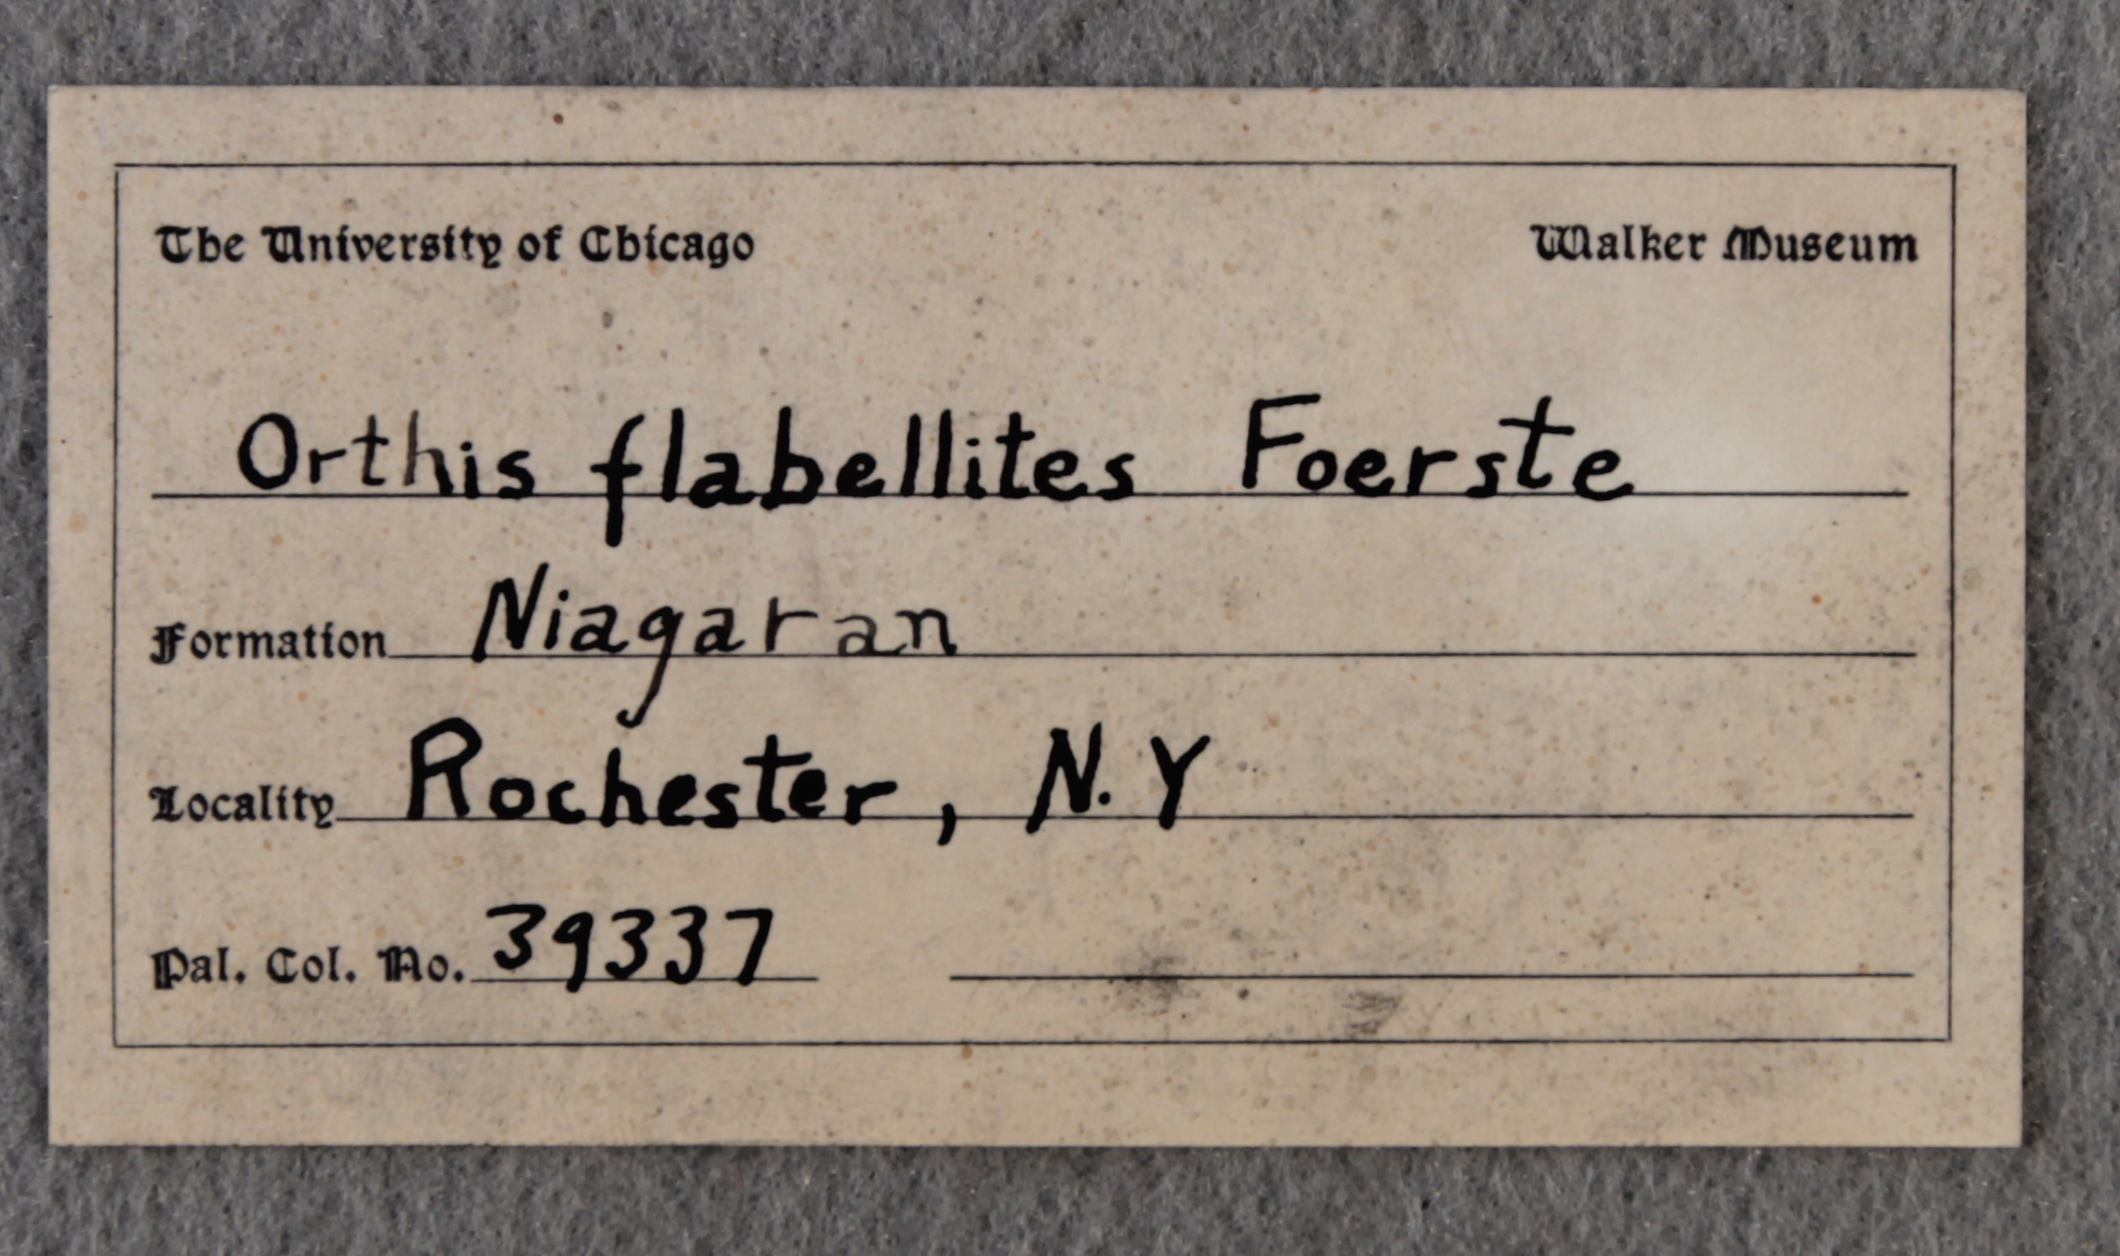 The University of Chicago Walker Museum
Orthis flabellites Foerste
Formation Niagaran
Locality Rochester, N.Y
Pal. Col. No. 39337